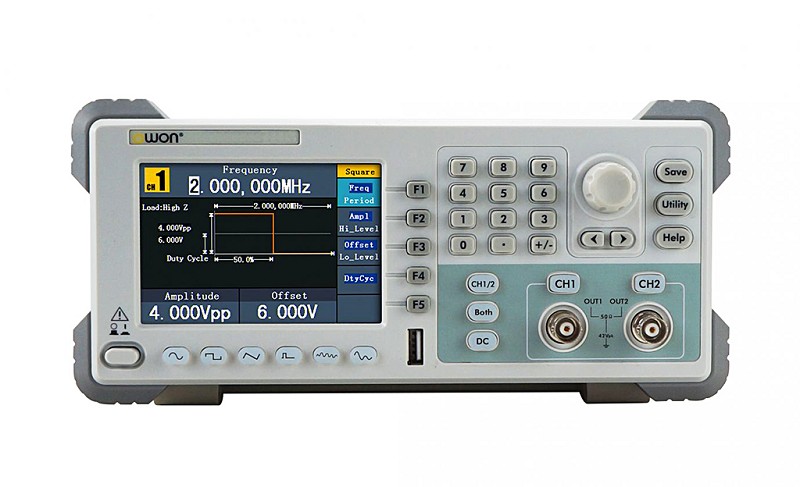 OWON®
CH1
Frequency
2.000,000MHz
Square
Freq
Period
Ampl
Hi_Level
Offset
Lo_Level
DtyCyc
Load:High Z
2.000,000MHz
4.000Vpp
6.000V
Duty Cycle
50.0%
Amplitude
Offset
4.000Vpp
6.000V
F1
F2
F3
F4
F5
7 8 9
4 5 6
1 2 3
0 . +/-
Save
Utility
Help
CH1/2
Both
DC
CH1
CH2
OUT1 OUT2
50Ω
42Vpk